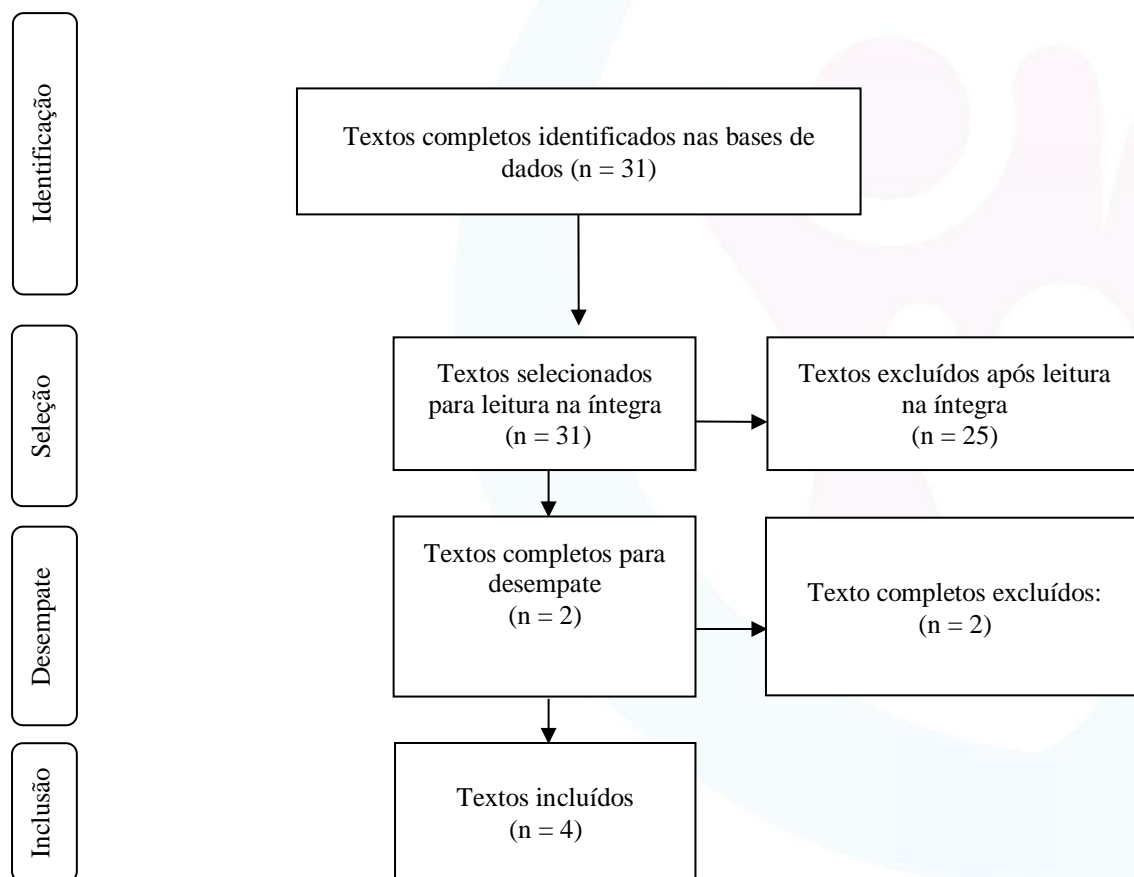 Identificação
Textos completos identificados nas bases de
dados (n = 31)
Seleção
Textos selecionados
para leitura na íntegra
(n = 31)
Textos excluídos após leitura
na íntegra
(n = 25)
Desempate
Textos completos para
desempate
(n = 2)
Texto completos excluídos:
(n = 2)
Inclusão
Textos incluídos
(n = 4)